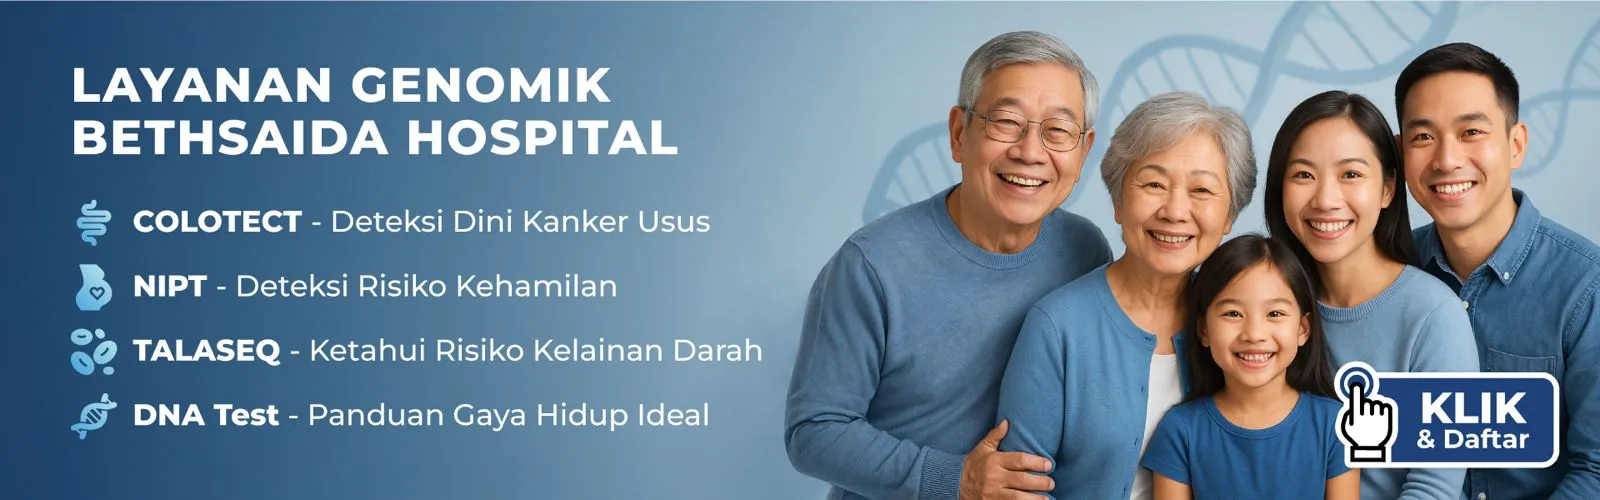 LAYANAN GENOMIK
BETHSAIDA HOSPITAL
COLOTECT - Deteksi Dini Kanker Usus
NIPT - Deteksi Risiko Kehamilan
TALASEQ - Ketahui Risiko Kelainan Darah
DNA Test - Panduan Gaya Hidup Ideal
KLIK
& Daftar